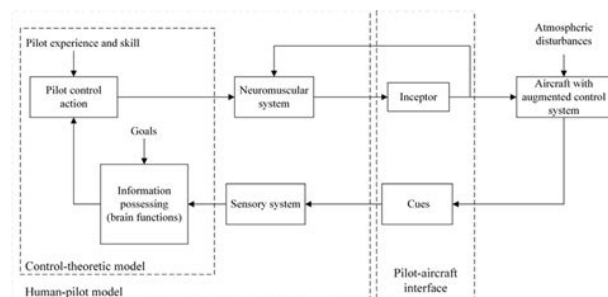 Pilot experience and skill
Pilot control
action
Neuromuscular
system
Inceptor
Atmospheric
disturbances
Aircraft with
augmented control
system
Goals
Information
possessing
(brain functions)
Sensory system
Cues
Control-theoretic model
Human-pilot model
Pilot-aircraft
interface